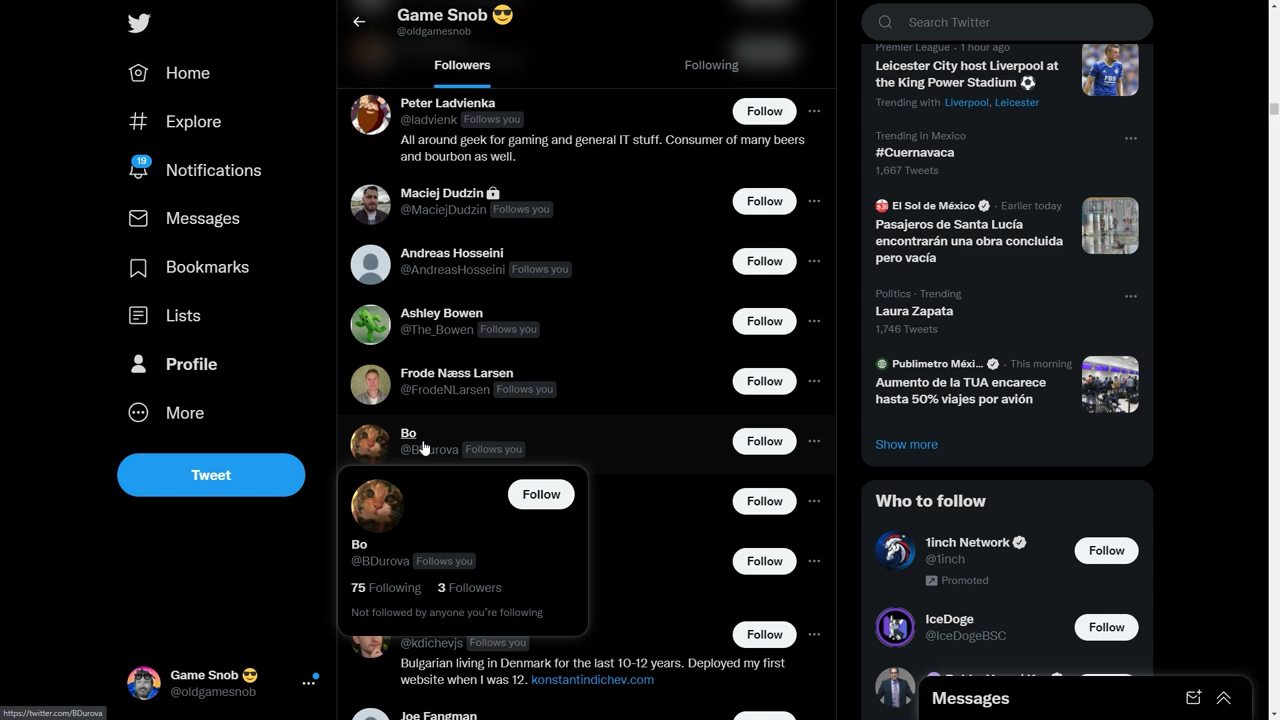 Game Snob 😎
@oldgamesnob
Followers
Following
Home
Explore
19
Notifications
Messages
Bookmarks
Lists
Profile
More
Tweet
Game Snob 😎
@oldgamesnob
https://twitter.com/BDurova
Peter Ladvienka
@ladvienk Follows you
Follow
All around geek for gaming and general IT stuff. Consumer of many beers
and bourbon as well.
Maciej Dudzin
@MaciejDudzin Follows you
Follow
Andreas Hosseini
@AndreasHosseini Follows you
Follow
Ashley Bowen
@The_Bowen Follows you
Follow
Frode Næss Larsen
@FrodeNLarsen Follows you
Follow
Bo
@BDurova Follows you
Follow
Follow
Bo
@BDurova Follows you
75 Following 3 Followers
Not followed by anyone you're following
Follow
Follow
@kdichevjs Follows you
Follow
Bulgarian living in Denmark for the last 10-12 years. Deployed my first
website when I was 12. konstantindichev.com
Joe Fangman
Search Twitter
Premier League · 1 hour ago
Leicester City host Liverpool at
the King Power Stadium ⚽
Trending with Liverpool, Leicester
Trending in Mexico
#Cuernavaca
1,667 Tweets
El Sol de México · Earlier today
Pasajeros de Santa Lucía
encontrarán una obra concluida
pero vacía
Politics · Trending
Laura Zapata
1,746 Tweets
Publimetro Méxi... · This morning
Aumento de la TUA encarece
hasta 50% viajes por avión
Show more
Who to follow
1inch Network
@1inch
Follow
Promoted
IceDoge
@IceDogeBSC
Follow
Messages